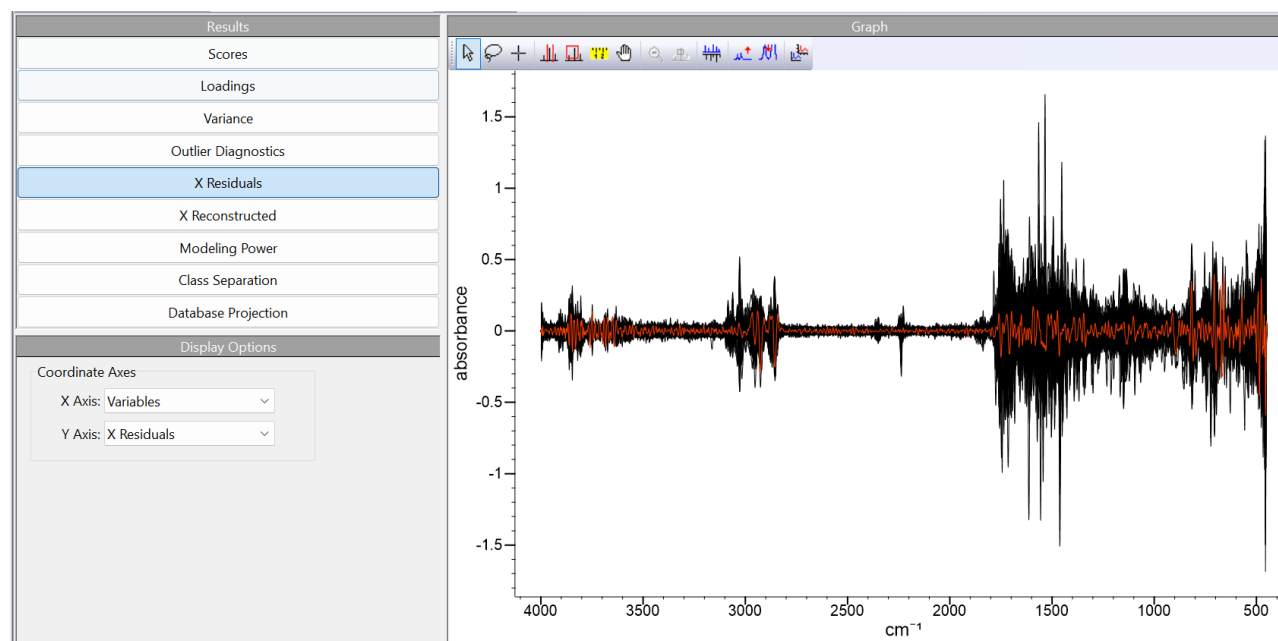 Results
Scores
Loadings
Variance
Outlier Diagnostics
X Residuals
X Reconstructed
Modeling Power
Class Separation
Database Projection
Display Options
Coordinate Axes
X Axis: Variables
Y Axis: X Residuals
Graph
1.5
1
0.5
0
-0.5
-1
-1.5
absorbance
4000 3500 3000 2500 2000 1500 1000 500
cm⁻¹